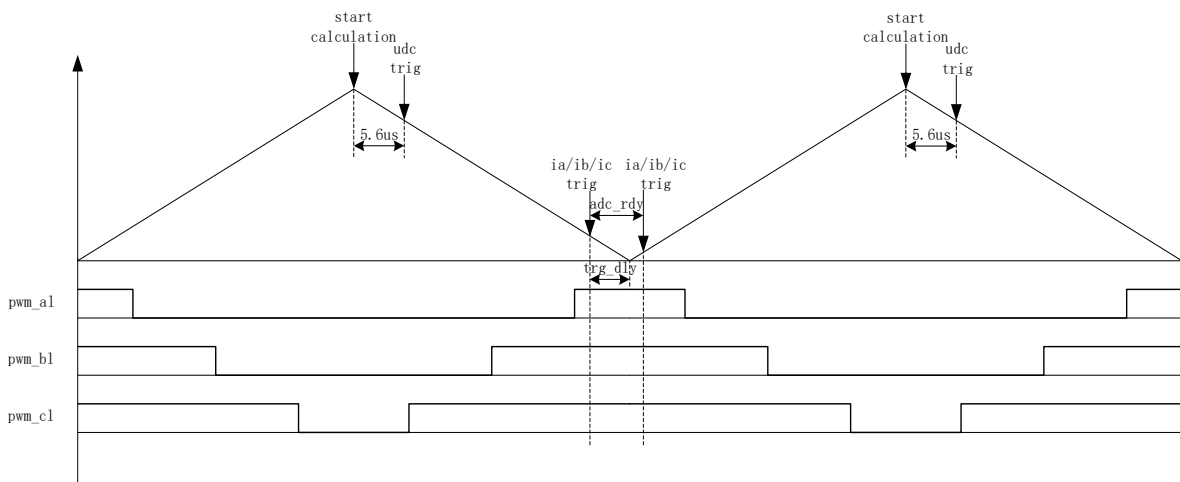 start
calculation
udc
trig
5.6us
ia/ib/ic
trig
ia/ib/ic
trig
adc_rdy
trg_dly
start
calculation
udc
trig
5.6us
pwm_al
pwm_bl
pwm_cl